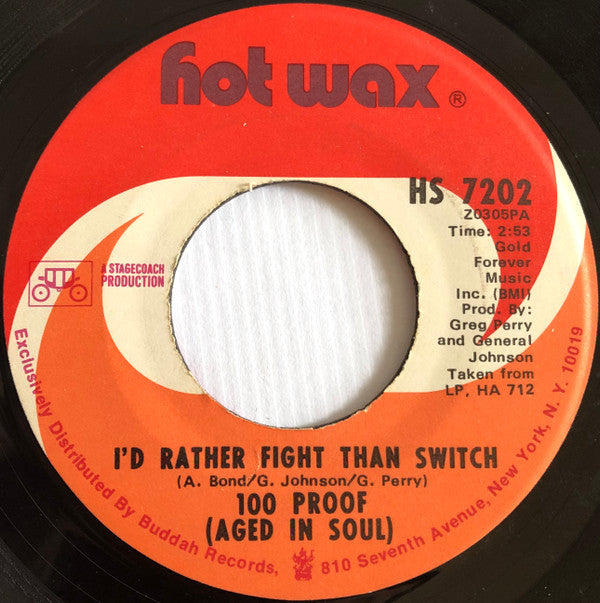 hot wax ®
HS 7202
Z0305PA
Time: 2:53
Gold
Forever
Music
Inc. (BMI)
Prod. By:
Greg Perry
and General
Johnson
Taken from
LP, HA 712
A STAGECOACH
PRODUCTION
I'D RATHER FIGHT THAN SWITCH
(A. Bond/G. Johnson/G. Perry)
100 PROOF
(AGED IN SOUL)
Exclusively Distributed By Buddah Records, 810 Seventh Avenue, New York, N. Y. 10019